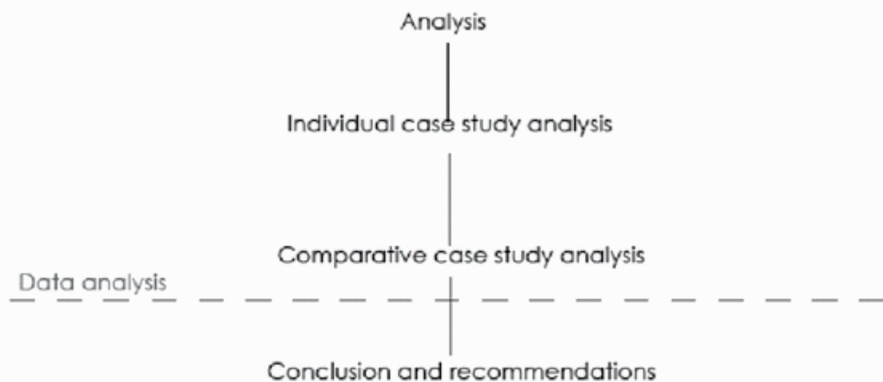 Analysis
Individual case study analysis
Comparative case study analysis
Data analysis
Conclusion and recommendations